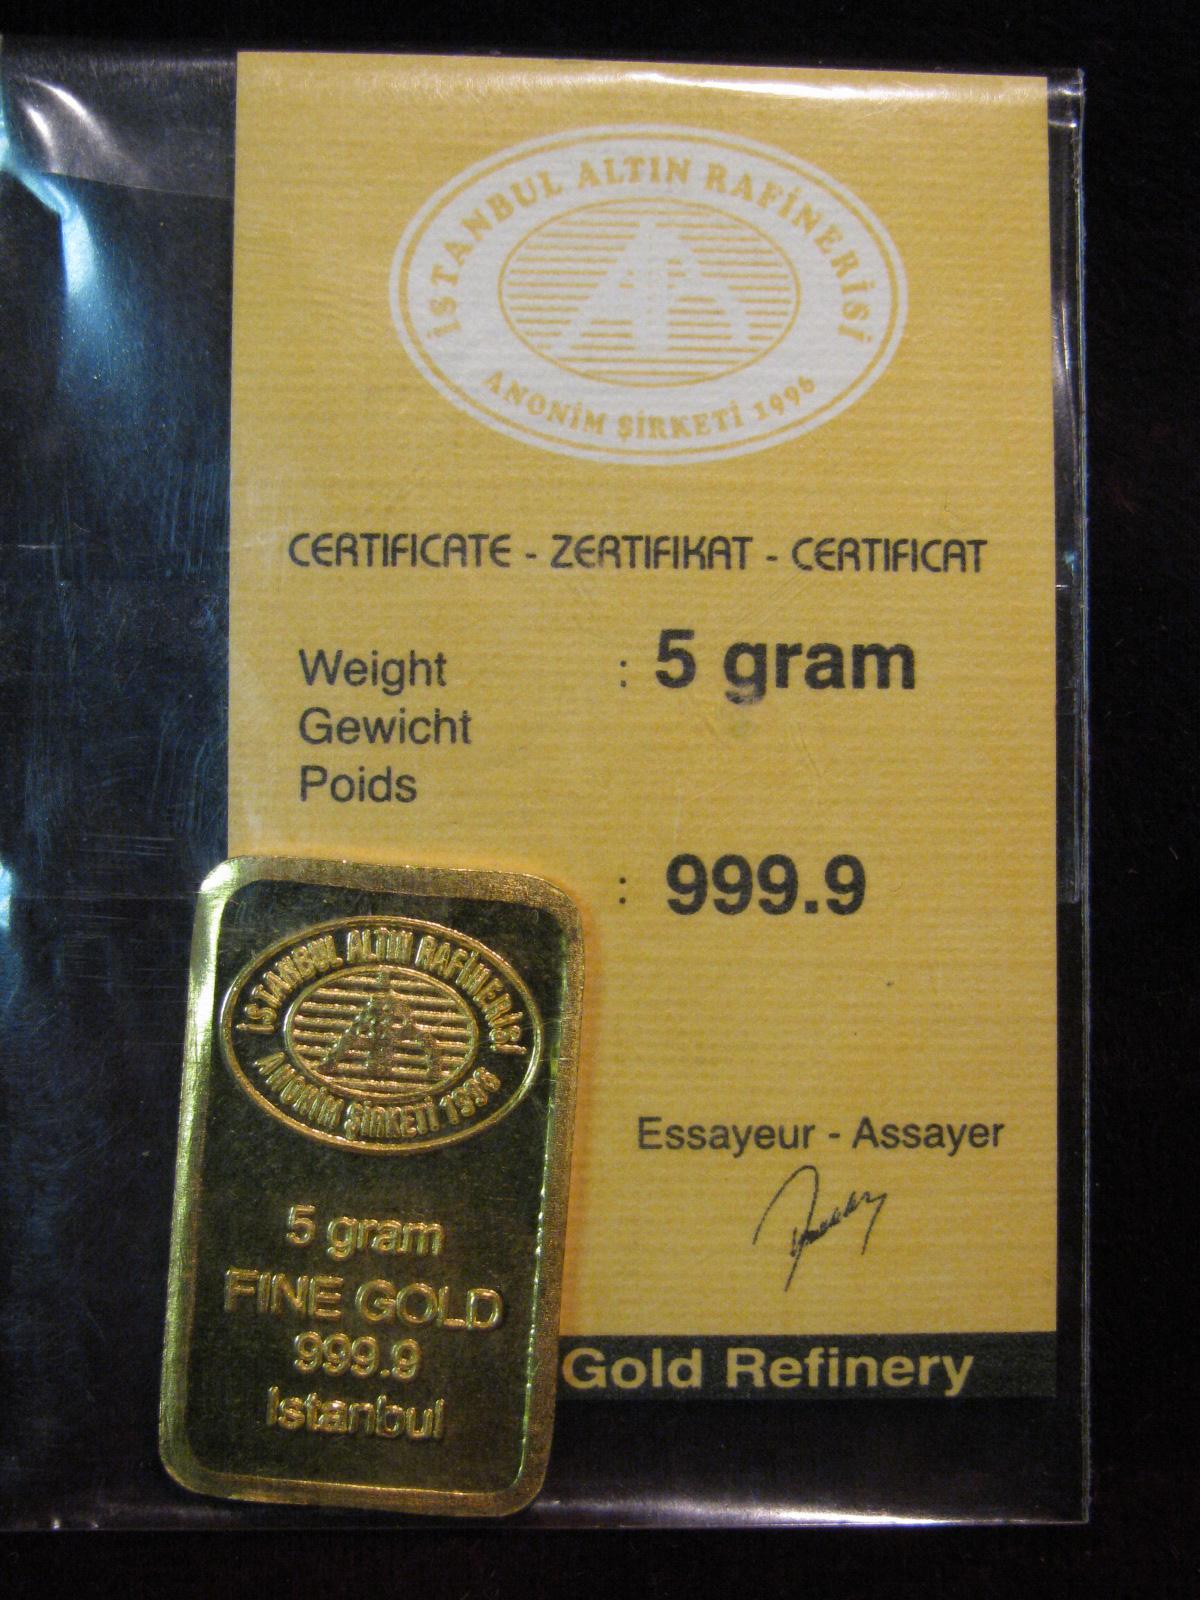 İSTANBUL ALTIN RAFİNERİSİ
ANONİM ŞİRKETİ 1996
CERTIFICATE - ZERTIFIKAT - CERTIFICAT
Weight : 5 gram
Gewicht
Poids
: 999.9
Essayeur - Assayer
Gold Refinery
İSTANBUL ALTIN RAFİNERİSİ
ANONİM ŞİRKETİ 1996
5 gram
FINE GOLD
999.9
Istanbul